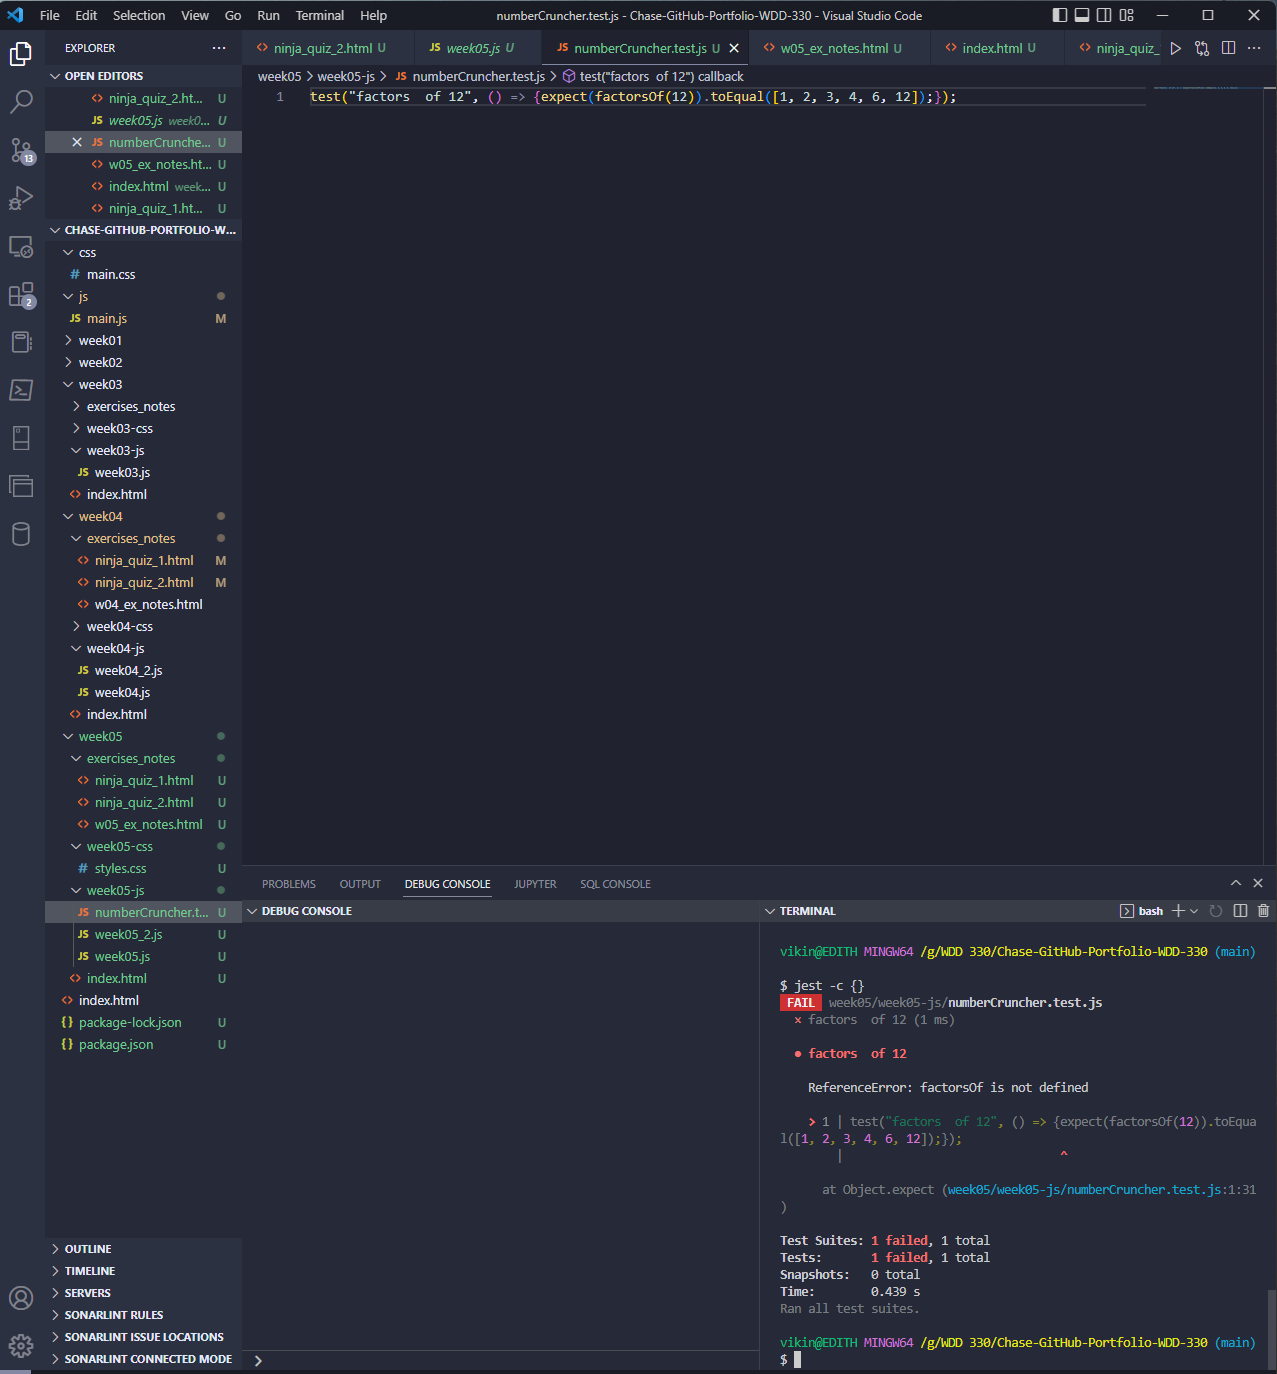 File Edit Selection View Go Run Terminal Help numberCruncher.test.js - Chase-GitHub-Portfolio-WDD-330 - Visual Studio Code
EXPLORER
ninja_quiz_2.html U week05.js U numberCruncher.test.js U w05_ex_notes.html U index.html U ninja_quiz_
OPEN EDITORS
week05 > week05-js > JS numberCruncher.test.js > test("factors  of 12") callback
1 test("factors  of 12", () => {expect(factorsOf(12)).toEqual([1, 2, 3, 4, 6, 12]);});
<> ninja_quiz_2.ht... U
JS week05.js week0... U
JS numberCrunche... U
<> w05_ex_notes.ht... U
<> index.html week... U
<> ninja_quiz_1.ht... U
CHASE-GITHUB-PORTFOLIO-W...
css
# main.css
js
JS main.js M
week01
week02
week03
exercises_notes
week03-css
week03-js
JS week03.js
<> index.html
week04
exercises_notes
<> ninja_quiz_1.html M
<> ninja_quiz_2.html M
<> w04_ex_notes.html
week04-css
week04-js
JS week04_2.js
JS week04.js
<> index.html
week05
exercises_notes
<> ninja_quiz_1.html U
<> ninja_quiz_2.html U
<> w05_ex_notes.html U
week05-css
# styles.css U
week05-js
JS numberCruncher.t... U
JS week05_2.js U
JS week05.js U
<> index.html U
<> index.html
{} package-lock.json U
{} package.json U
OUTLINE
TIMELINE
SERVERS
SONARLINT RULES
SONARLINT ISSUE LOCATIONS
SONARLINT CONNECTED MODE
13
2
PROBLEMS OUTPUT DEBUG CONSOLE JUPYTER SQL CONSOLE
DEBUG CONSOLE
>
TERMINAL bash
vikin@EDITH MINGW64 /g/WDD 330/Chase-GitHub-Portfolio-WDD-330 (main)
$ jest -c {}
FAIL week05/week05-js/numberCruncher.test.js
× factors  of 12 (1 ms)
● factors  of 12
ReferenceError: factorsOf is not defined
> 1 | test("factors  of 12", () => {expect(factorsOf(12)).toEqua
l([1, 2, 3, 4, 6, 12]);});
| ^
at Object.expect (week05/week05-js/numberCruncher.test.js:1:31
)
Test Suites: 1 failed, 1 total
Tests: 1 failed, 1 total
Snapshots: 0 total
Time: 0.439 s
Ran all test suites.
vikin@EDITH MINGW64 /g/WDD 330/Chase-GitHub-Portfolio-WDD-330 (main)
$